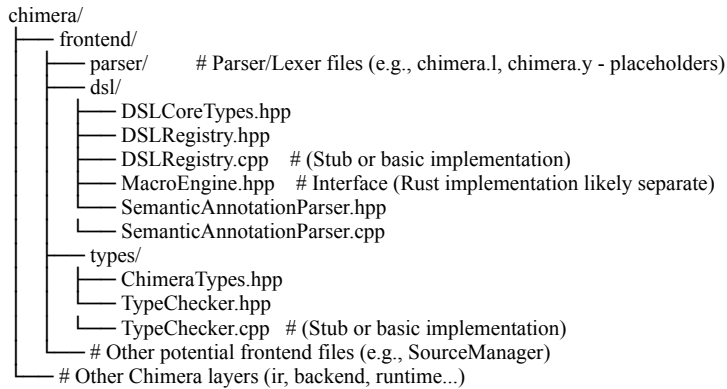 chimera/
├── frontend/
│   ├── parser/        # Parser/Lexer files (e.g., chimera.l, chimera.y - placeholders)
│   ├── dsl/
│   │   ├── DSLCoreTypes.hpp
│   │   ├── DSLRegistry.hpp
│   │   ├── DSLRegistry.cpp   # (Stub or basic implementation)
│   │   ├── MacroEngine.hpp   # Interface (Rust implementation likely separate)
│   │   └── SemanticAnnotationParser.hpp
│   │   └── SemanticAnnotationParser.cpp
│   ├── types/
│   │   ├── ChimeraTypes.hpp
│   │   ├── TypeChecker.hpp
│   │   └── TypeChecker.cpp   # (Stub or basic implementation)
│   └── # Other potential frontend files (e.g., SourceManager)
└── # Other Chimera layers (ir, backend, runtime...)